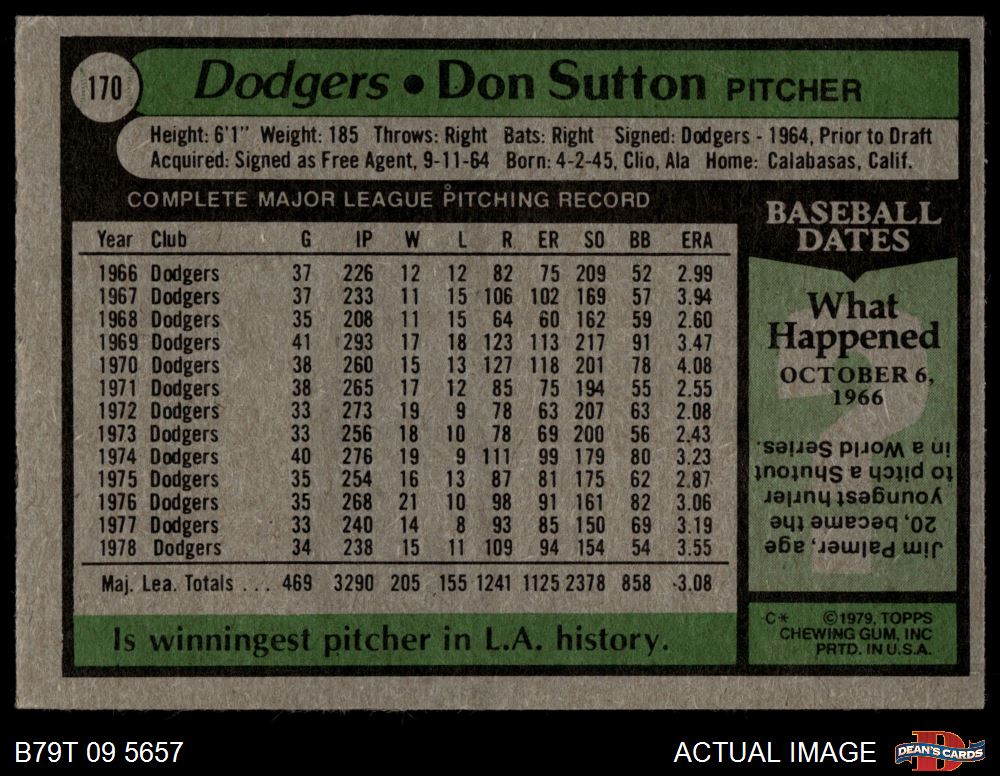 170
Dodgers • Don Sutton PITCHER
Height: 6'1" Weight: 185 Throws: Right Bats: Right Signed: Dodgers - 1964, Prior to Draft
Acquired: Signed as Free Agent, 9-11-64 Born: 4-2-45, Clio, Ala Home: Calabasas, Calif.
COMPLETE MAJOR LEAGUE PITCHING RECORD
Year Club G IP W L R ER SO BB ERA
1966 Dodgers 37 226 12 12 82 75 209 52 2.99
1967 Dodgers 37 233 11 15 106 102 169 57 3.94
1968 Dodgers 35 208 11 15 64 60 162 59 2.60
1969 Dodgers 41 293 17 18 123 113 217 91 3.47
1970 Dodgers 38 260 15 13 127 118 201 78 4.08
1971 Dodgers 38 265 17 12 85 75 194 55 2.55
1972 Dodgers 33 273 19 9 78 63 207 63 2.08
1973 Dodgers 33 256 18 10 78 69 200 56 2.43
1974 Dodgers 40 276 19 9 111 99 179 80 3.23
1975 Dodgers 35 254 16 13 87 81 175 62 2.87
1976 Dodgers 35 268 21 10 98 91 161 82 3.06
1977 Dodgers 33 240 14 8 93 85 150 69 3.19
1978 Dodgers 34 238 15 11 109 94 154 54 3.55
Maj. Lea. Totals ... 469 3290 205 155 1241 1125 2378 858 3.08
Is winningest pitcher in L.A. history.
BASEBALL
DATES
What
Happened
OCTOBER 6,
1966
Jim Palmer, age
20, became the
youngest hurler
to pitch a Shutout
in a World Series.
C* ©1979, TOPPS
CHEWING GUM, INC
PRTD. IN U.S.A.
B79T 09 5657
ACTUAL IMAGE
DEAN'S CARDS